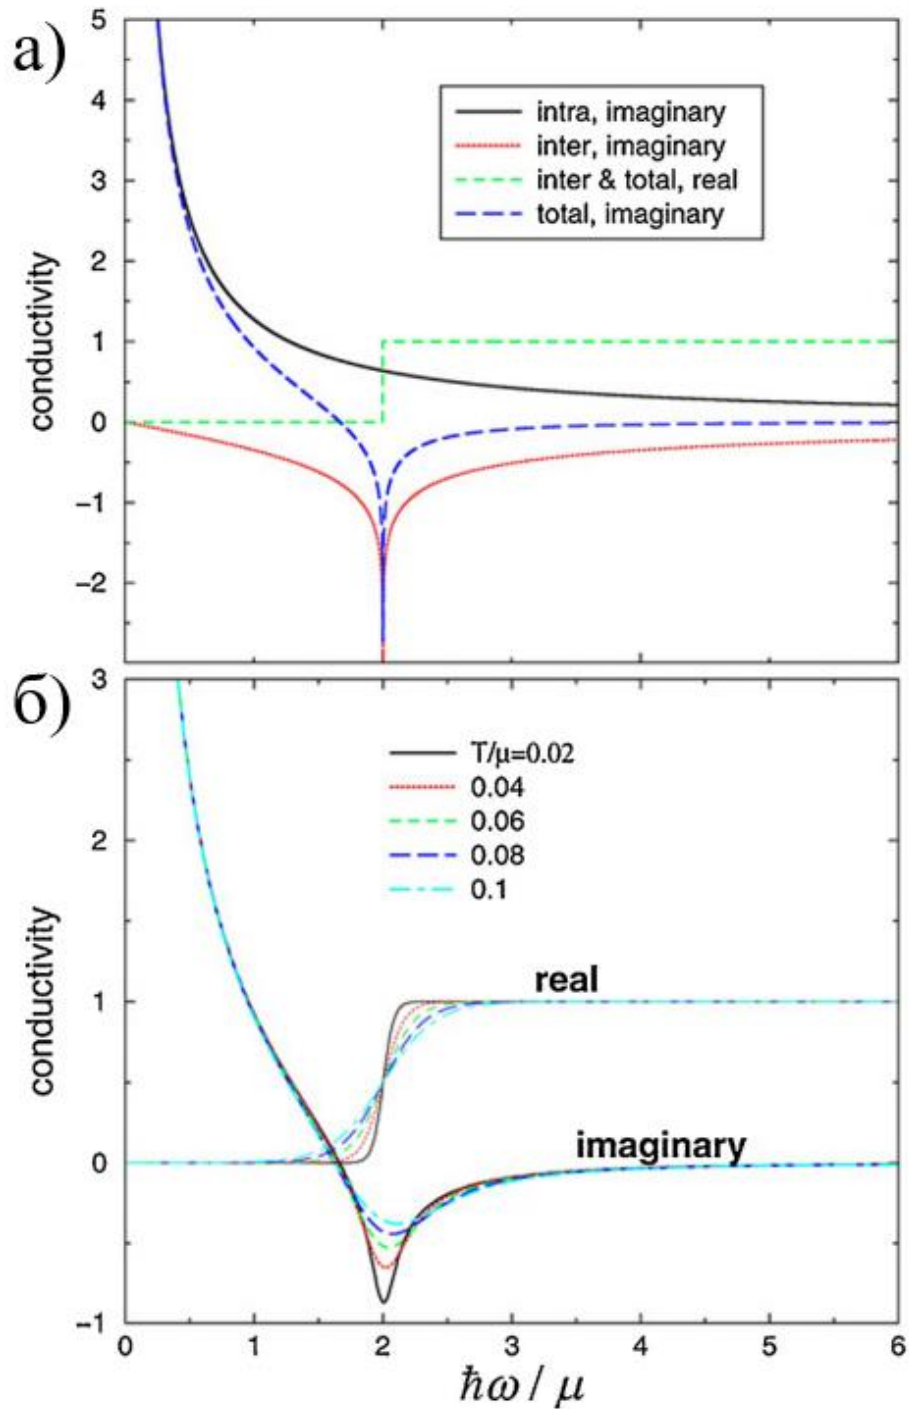 а)
5
4
3
2
1
0
−1
−2
conductivity
intra, imaginary
inter, imaginary
inter & total, real
total, imaginary
б)
3
2
1
0
−1
conductivity
T/μ=0.02
0.04
0.06
0.08
0.1
real
imaginary
0 1 2 3 4 5 6
ħω / μ